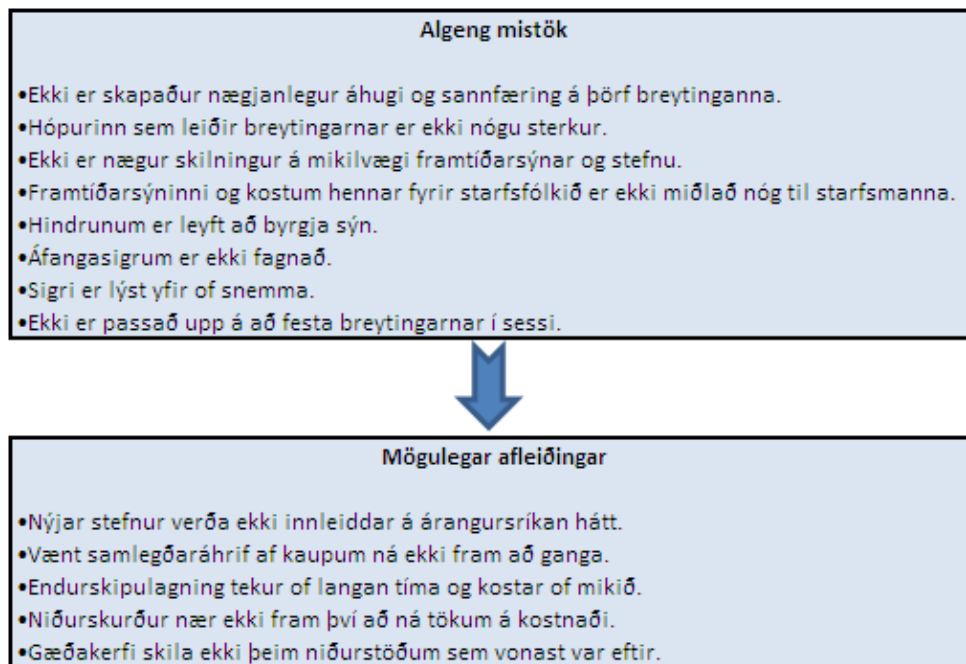 Algeng mistök
•Ekki er skapaður nægjanlegur áhugi og sannfæring á þörf breytinganna.
•Hópurinn sem leiðir breytingarnar er ekki nógu sterkur.
•Ekki er nægur skilningur á mikilvægi framtíðarsýnar og stefnu.
•Framtíðarsýninni og kostum hennar fyrir starfsfólkið er ekki miðlað nóg til starfsmanna.
•Hindrunum er leyft að byrgja sýn.
•Áfangasigrum er ekki fagnað.
•Sigri er lýst yfir of snemma.
•Ekki er passað upp á að festa breytingarnar í sessi.
Mögulegar afleiðingar
•Nýjar stefnur verða ekki innleiddar á árangursríkan hátt.
•Vænt samlegðaráhrif af kaupum ná ekki fram að ganga.
•Endurskipulagning tekur of langan tíma og kostar of mikið.
•Niðurskurður nær ekki fram því að ná tökum á kostnaði.
•Gæðakerfi skila ekki þeim niðurstöðum sem vonast var eftir.